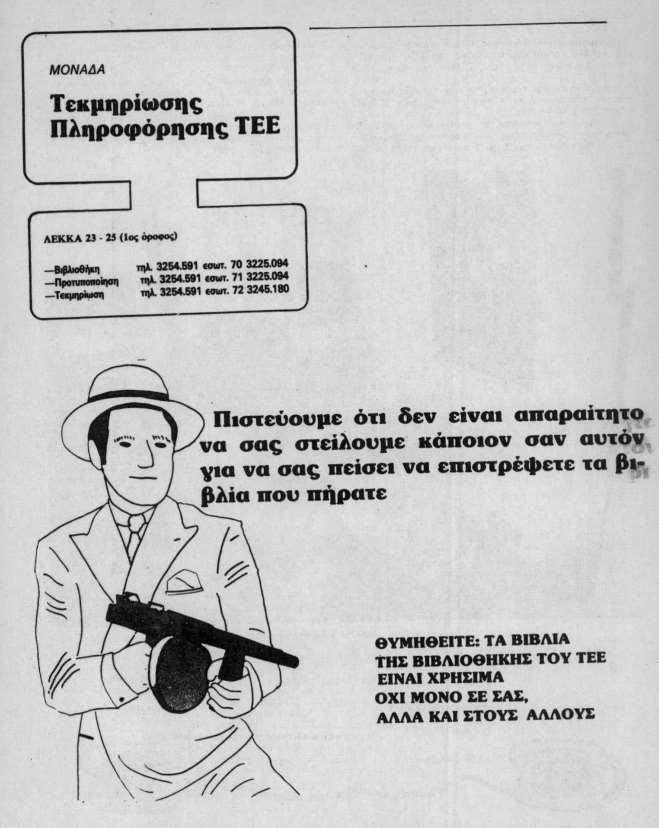 ΜΟΝΑΔΑ
Τεκμηρίωσης
Πληροφόρησης ΤΕΕ
ΛΕΚΚΑ 23 - 25 (1ος όροφος)
—Βιβλιοθήκη τηλ. 3254.591 εσωτ. 70 3225.094
—Προτυποποίηση τηλ. 3254.591 εσωτ. 71 3225.094
—Τεκμηρίωση τηλ. 3254.591 εσωτ. 72 3245.180
Πιστεύουμε ότι δεν είναι απαραίτητο
να σας στείλουμε κάποιον σαν αυτόν
για να σας πείσει να επιστρέψετε τα βι-
βλία που πήρατε
ΘΥΜΗΘΕΙΤΕ: ΤΑ ΒΙΒΛΙΑ
ΤΗΣ ΒΙΒΛΙΟΘΗΚΗΣ ΤΟΥ ΤΕΕ
ΕΙΝΑΙ ΧΡΗΣΙΜΑ
ΟΧΙ ΜΟΝΟ ΣΕ ΣΑΣ,
ΑΛΛΑ ΚΑΙ ΣΤΟΥΣ ΑΛΛΟΥΣ